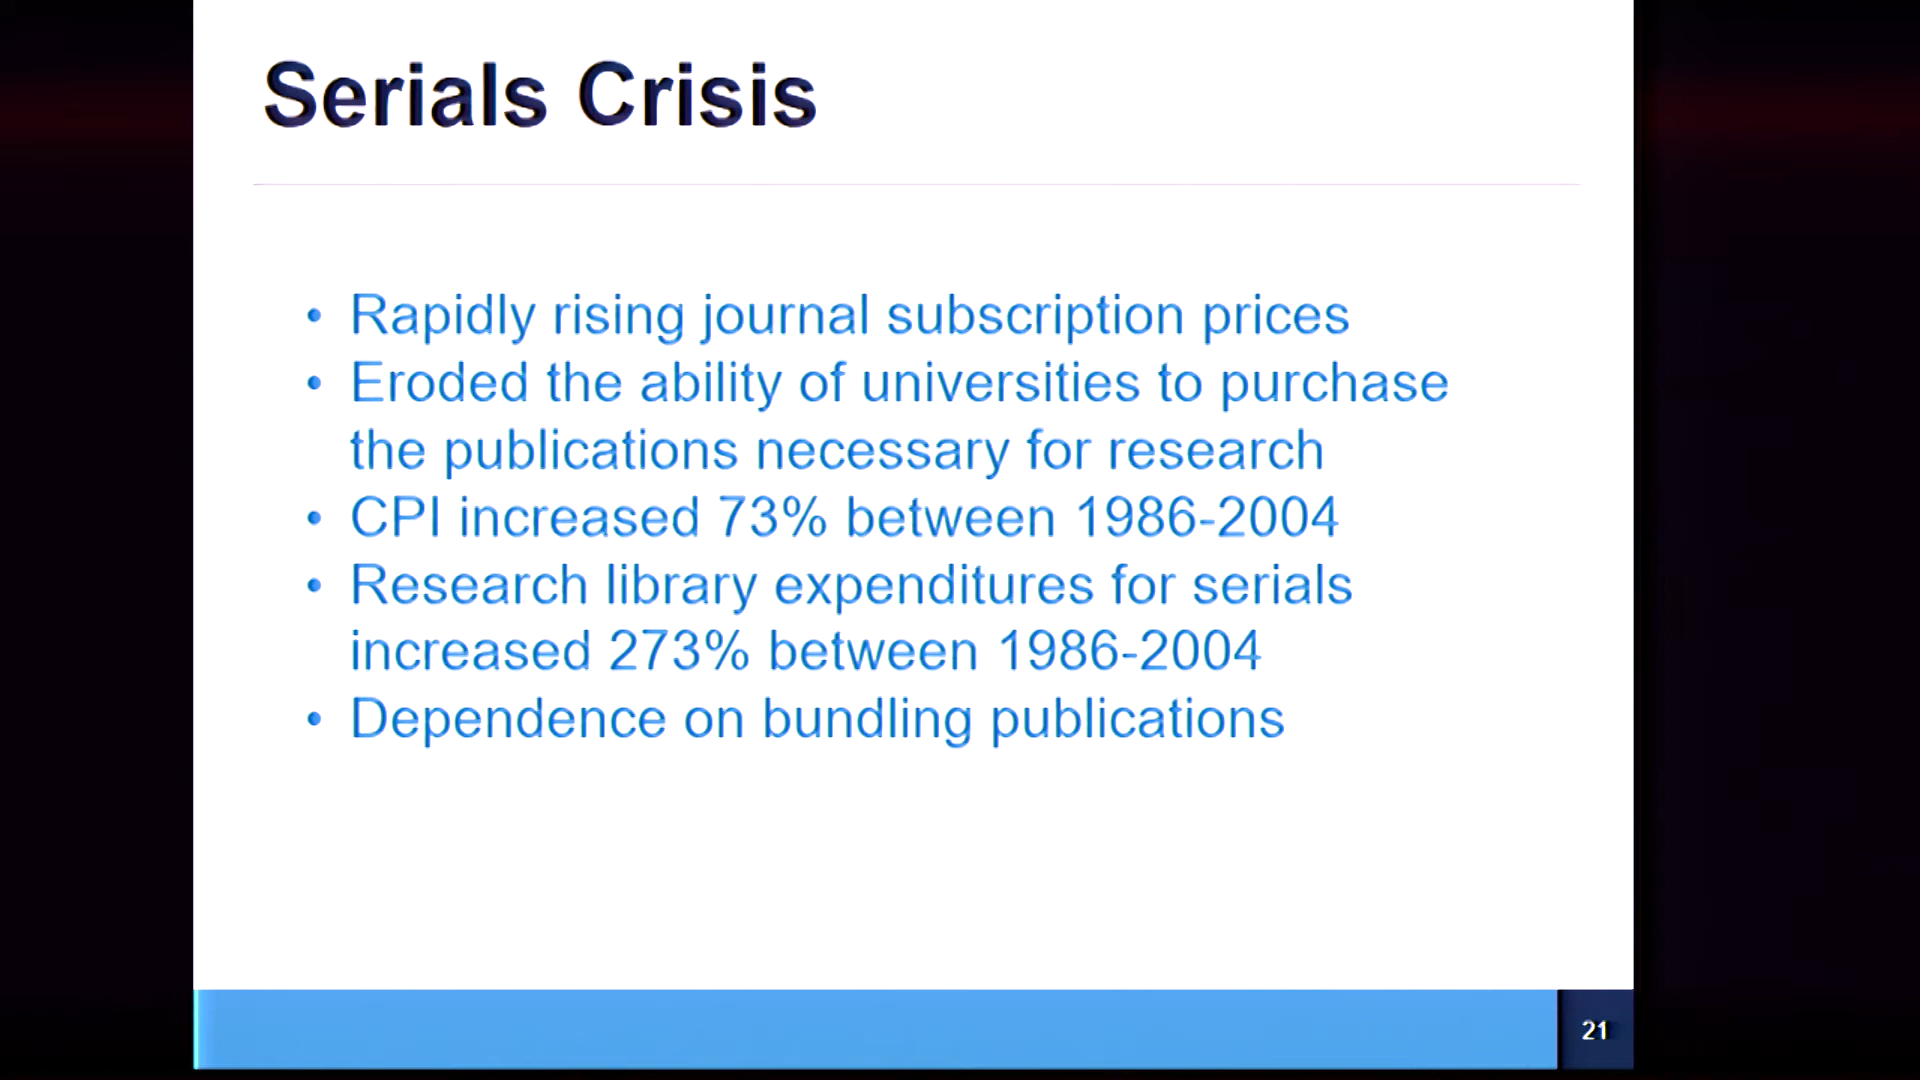 Serials Crisis
• Rapidly rising journal subscription prices
• Eroded the ability of universities to purchase
the publications necessary for research
• CPI increased 73% between 1986-2004
• Research library expenditures for serials
increased 273% between 1986-2004
• Dependence on bundling publications
21